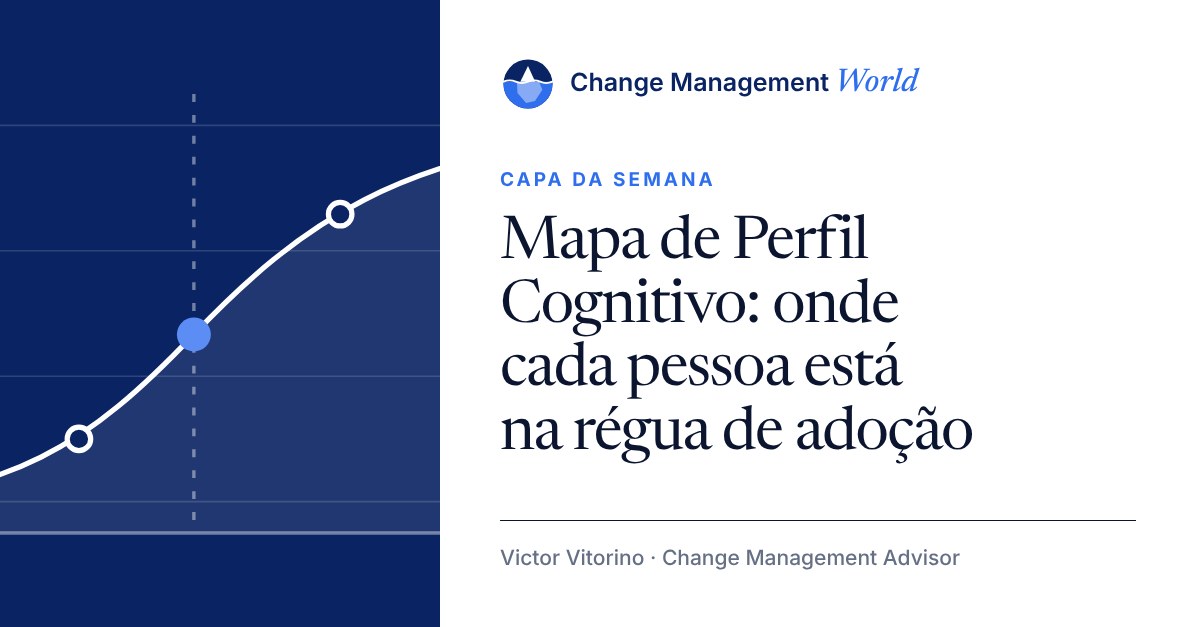 Change Management World
CAPA DA SEMANA
Mapa de Perfil
Cognitivo: onde
cada pessoa está
na régua de adoção
Victor Vitorino · Change Management Advisor